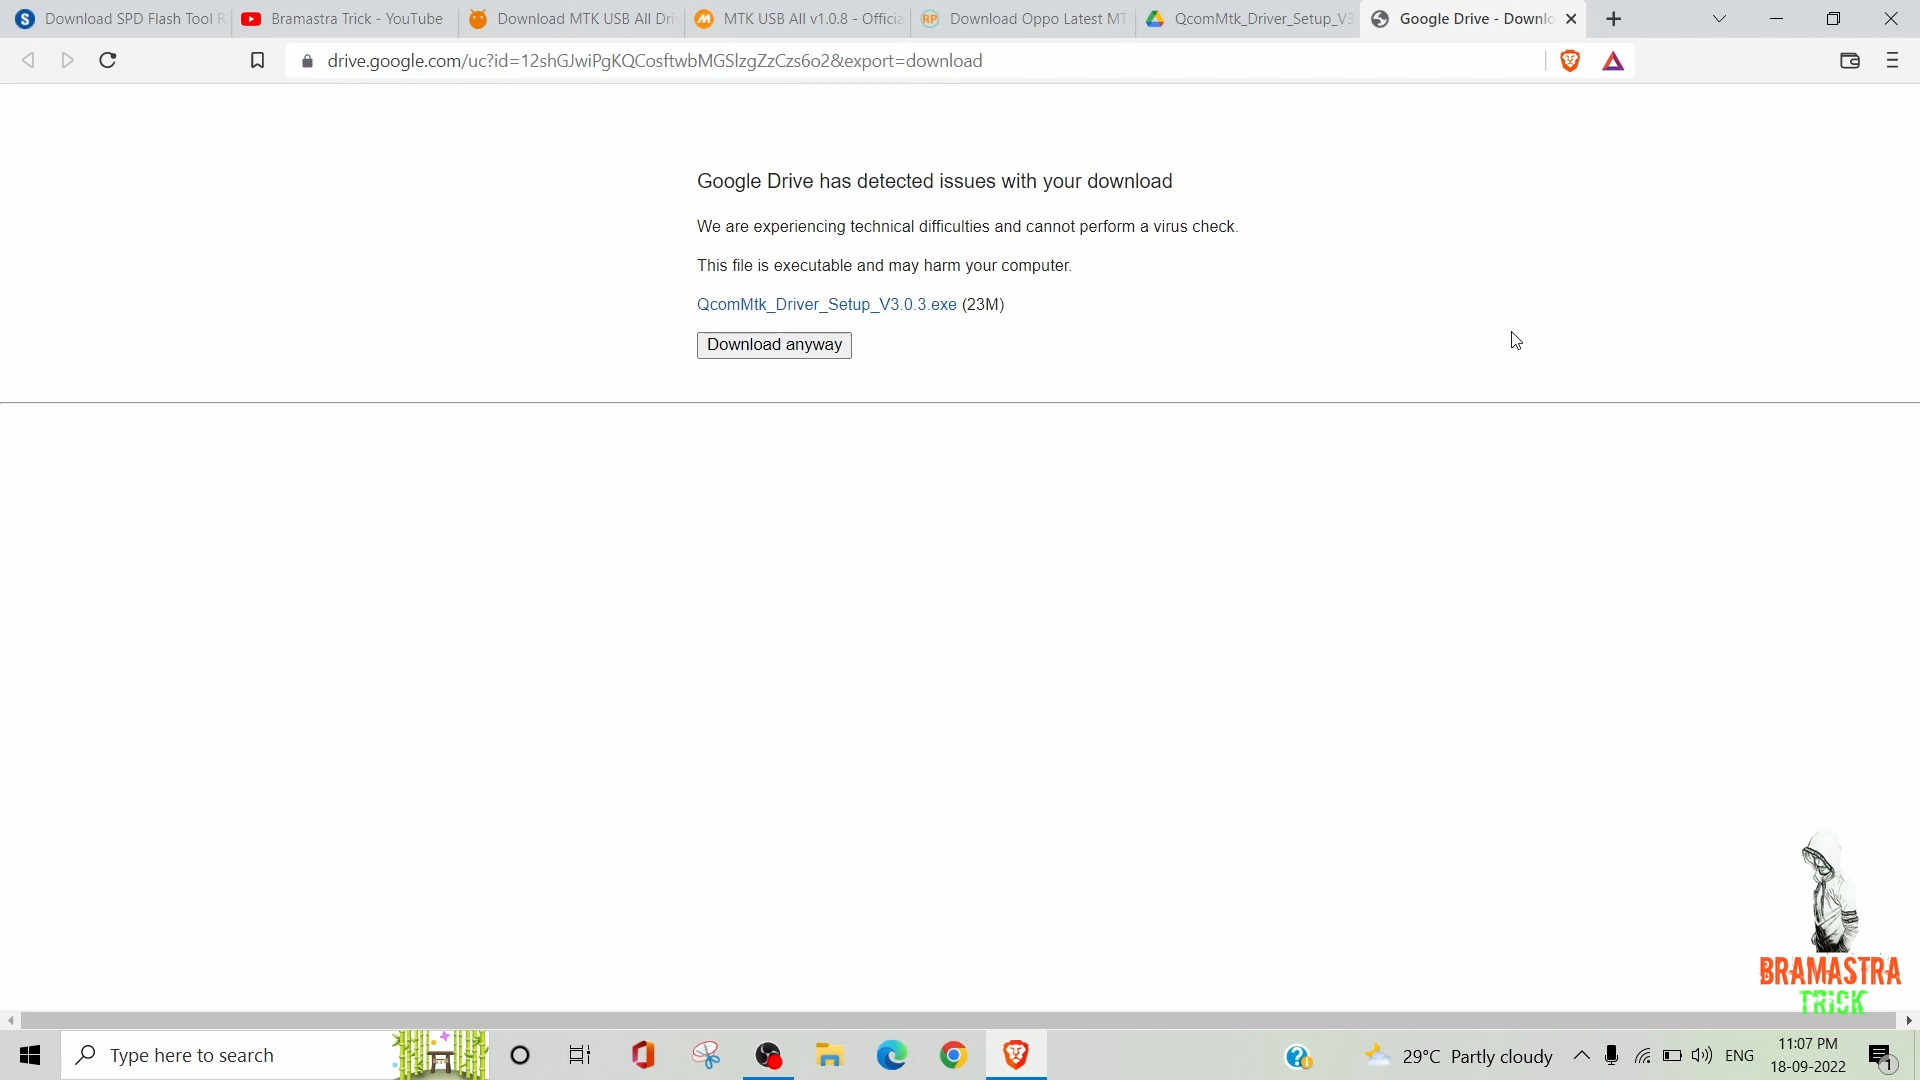 Download SPD Flash Tool R
Bramastra Trick - YouTube
Download MTK USB All Dri
MTK USB All v1.0.8 - Officia
Download Oppo Latest MT
QcomMtk_Driver_Setup_V3
Google Drive - Downlo
drive.google.com/uc?id=12shGJwiPgKQCosftwbMGSlzgZzCzs6o2&export=download
Google Drive has detected issues with your download
We are experiencing technical difficulties and cannot perform a virus check.
This file is executable and may harm your computer.
QcomMtk_Driver_Setup_V3.0.3.exe (23M)
Download anyway
BRAMASTRA
TRICK
Type here to search
29°C Partly cloudy
ENG
11:07 PM
18-09-2022
1